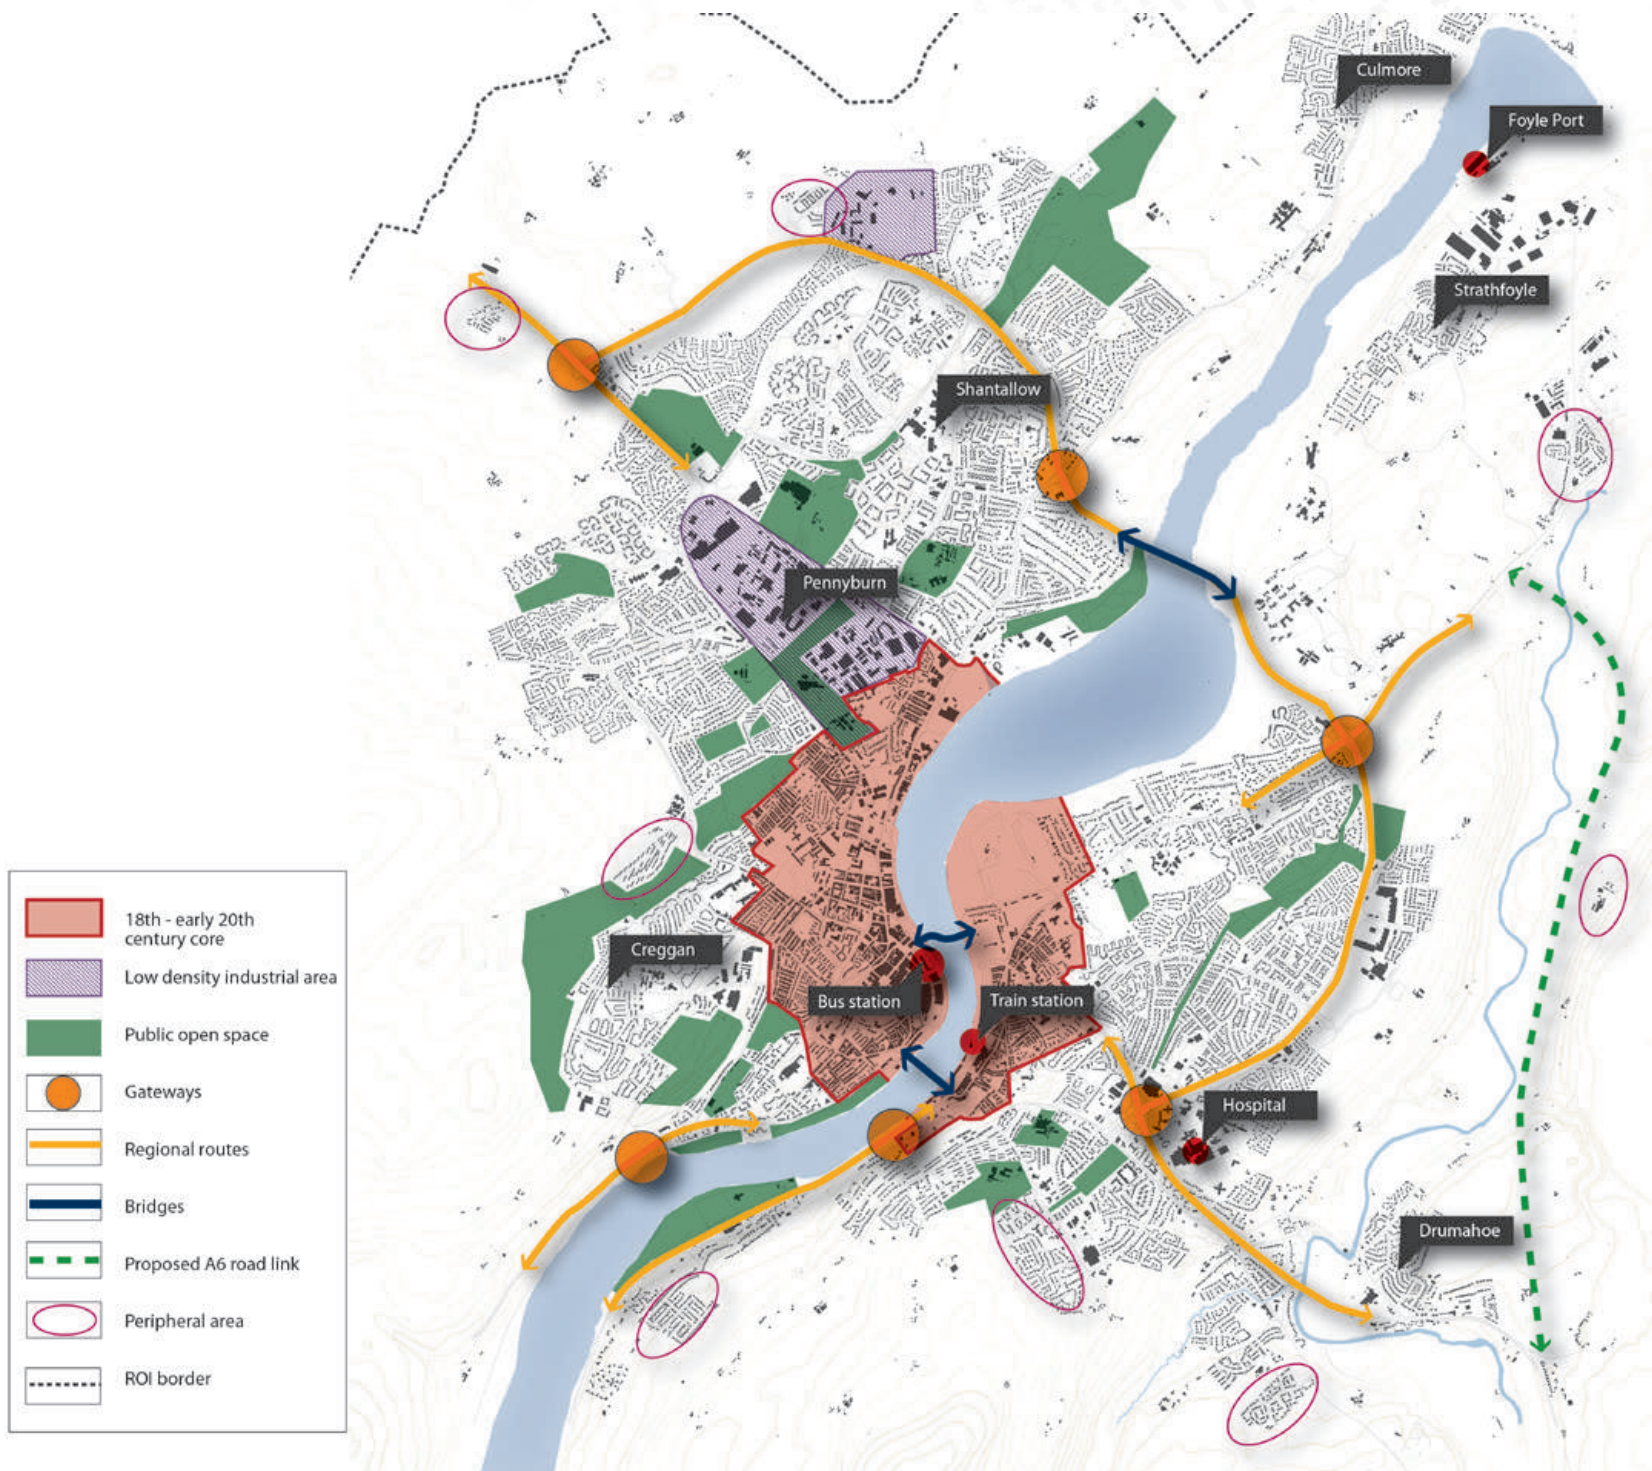 Culmore
Foyle Port
Strathfoyle
Shantallow
Pennyburn
Creggan
Bus station
Train station
Hospital
Drumahoe
18th - early 20th
century core
Low density industrial area
Public open space
Gateways
Regional routes
Bridges
Proposed A6 road link
Peripheral area
ROI border